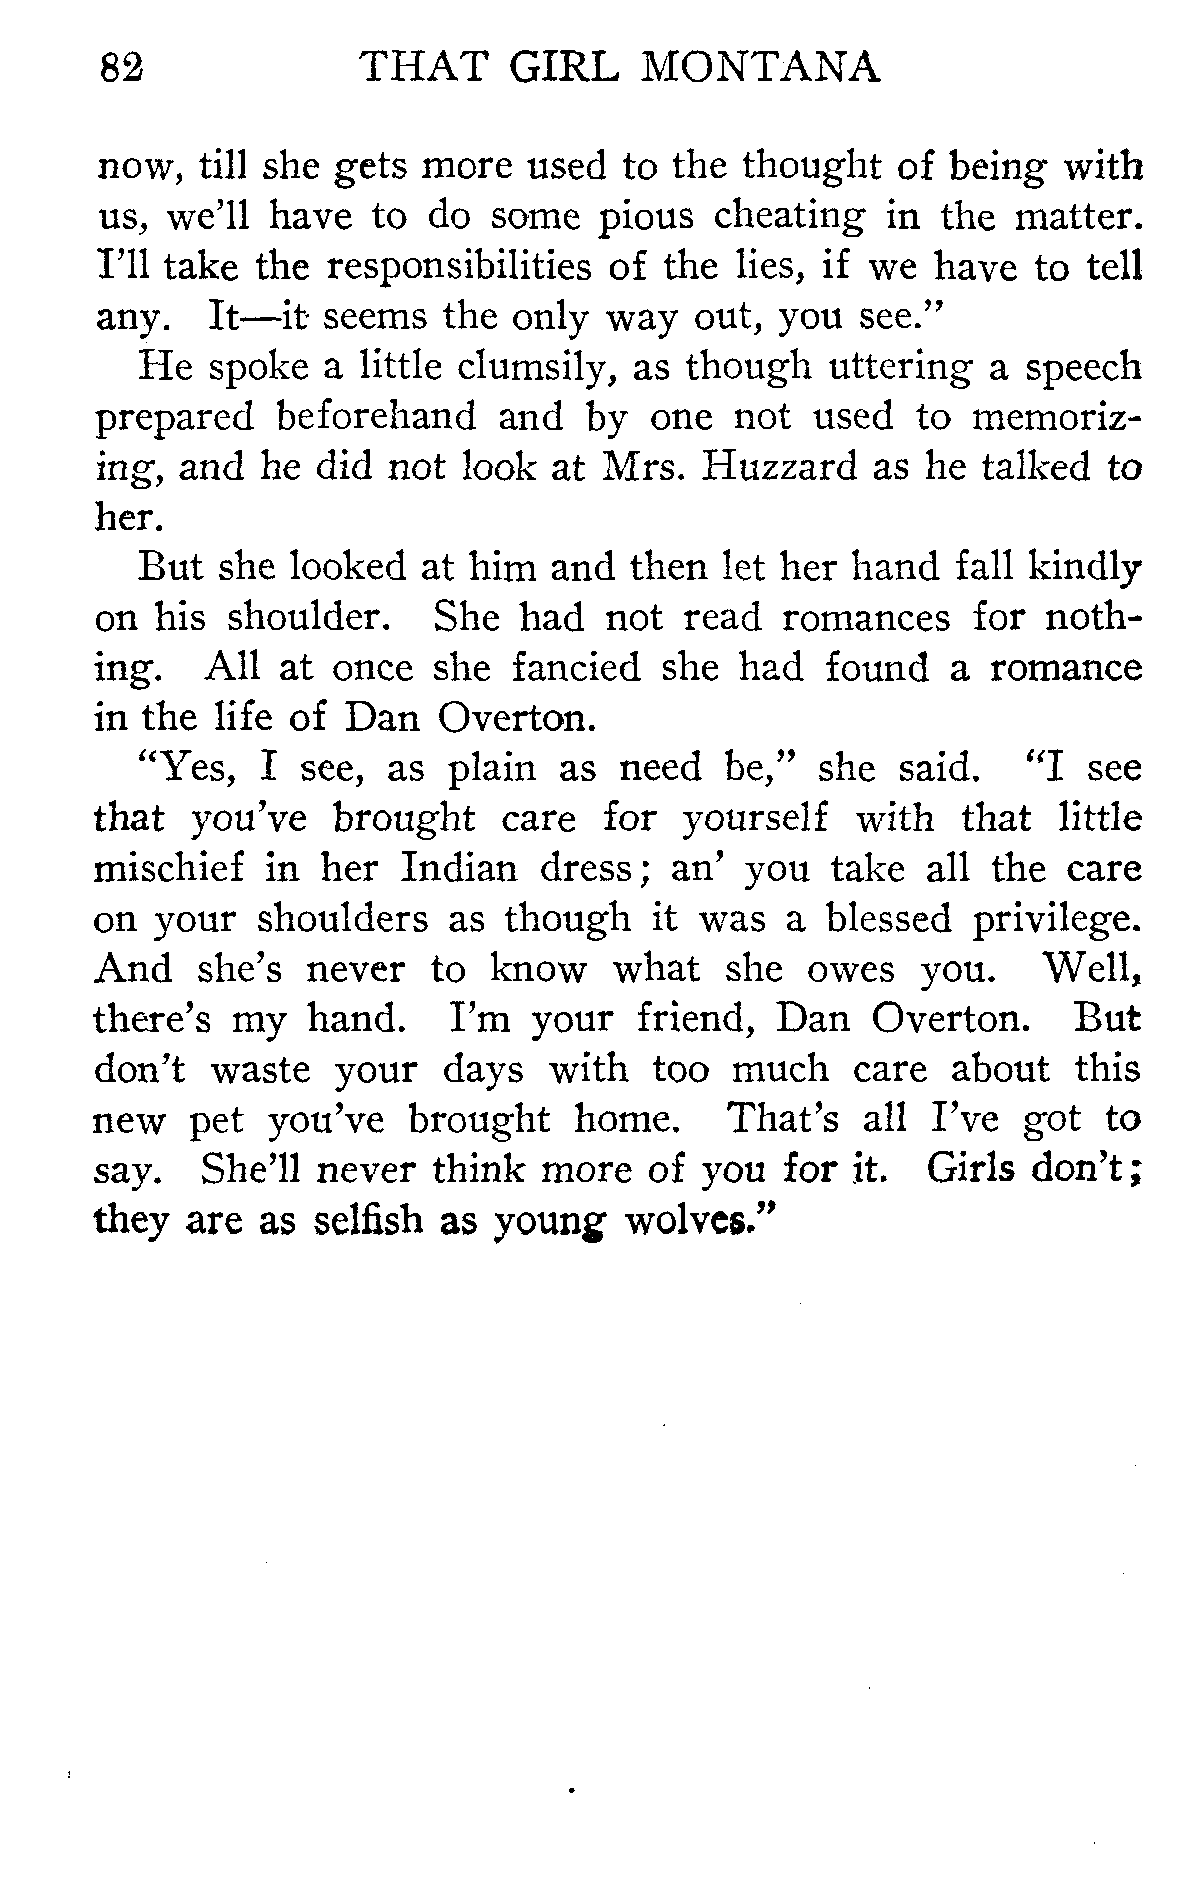 82 THAT GIRL MONTANA
now, till she gets more used to the thought of being with
us, we'll have to do some pious cheating in the matter.
I'll take the responsibilities of the lies, if we have to tell
any. It—it seems the only way out, you see."
He spoke a little clumsily, as though uttering a speech
prepared beforehand and by one not used to memoriz-
ing, and he did not look at Mrs. Huzzard as he talked to
her.
But she looked at him and then let her hand fall kindly
on his shoulder. She had not read romances for noth-
ing. All at once she fancied she had found a romance
in the life of Dan Overton.
"Yes, I see, as plain as need be," she said. "I see
that you've brought care for yourself with that little
mischief in her Indian dress; an' you take all the care
on your shoulders as though it was a blessed privilege.
And she's never to know what she owes you. Well,
there's my hand. I'm your friend, Dan Overton. But
don't waste your days with too much care about this
new pet you've brought home. That's all I've got to
say. She'll never think more of you for it. Girls don't;
they are as selfish as young wolves."